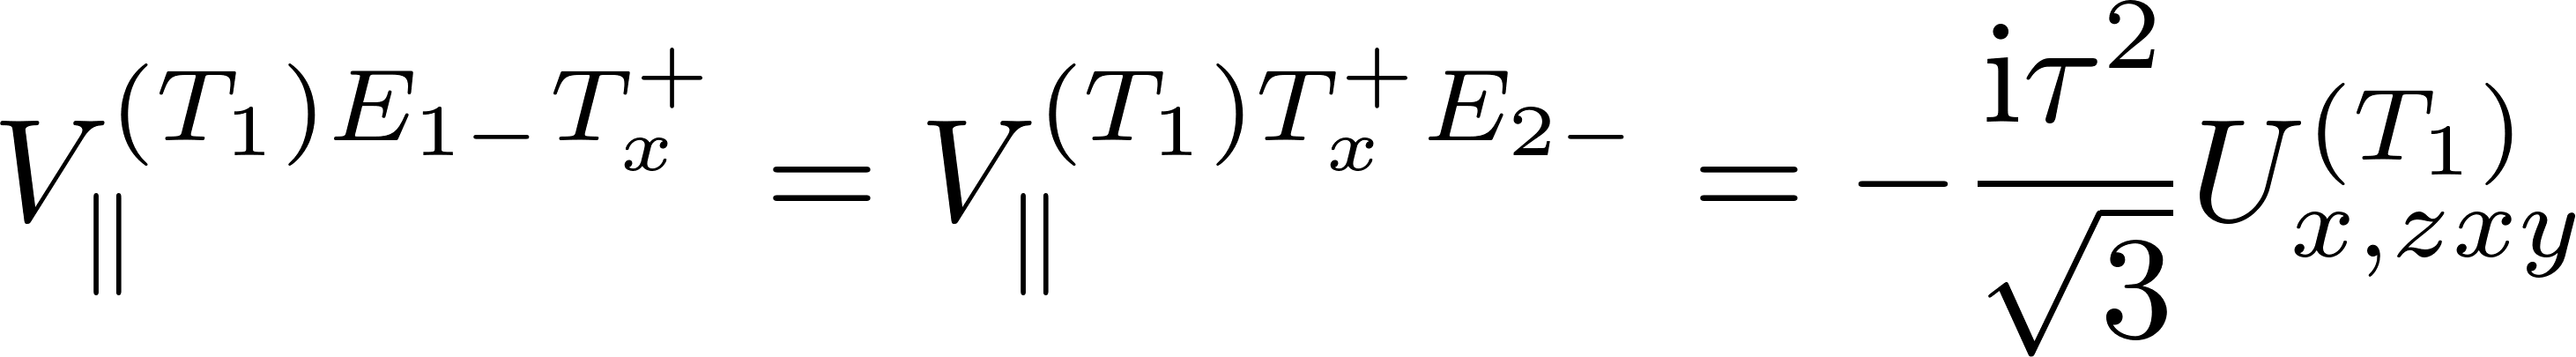 $V_{\parallel}^{(T_1)E_{1-}T_x^+} = V_{\parallel}^{(T_1)T_x^+E_{2-}} = -\frac{\mathrm{i}\tau^2}{\sqrt{3}} U_{x,zxy}^{(T_1)}$